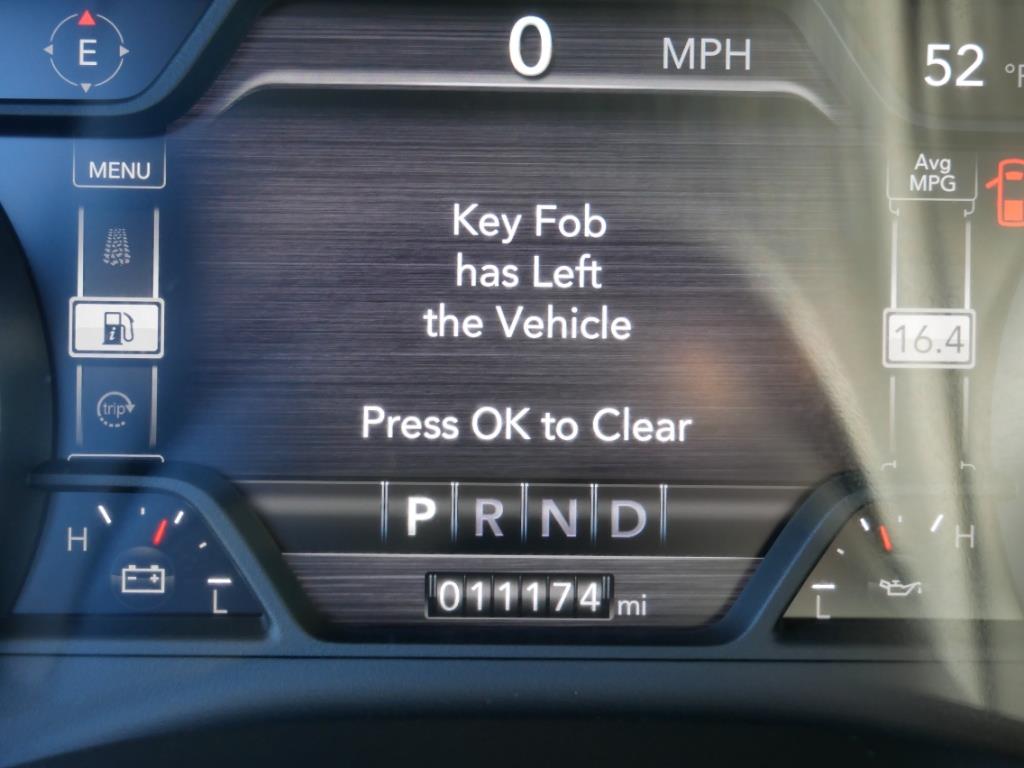 E
0 MPH
52 °F
MENU
Avg
MPG
Key Fob
has Left
the Vehicle
i
16.4
trip
Press OK to Clear
P R N D
H
H
011174 mi
L
L